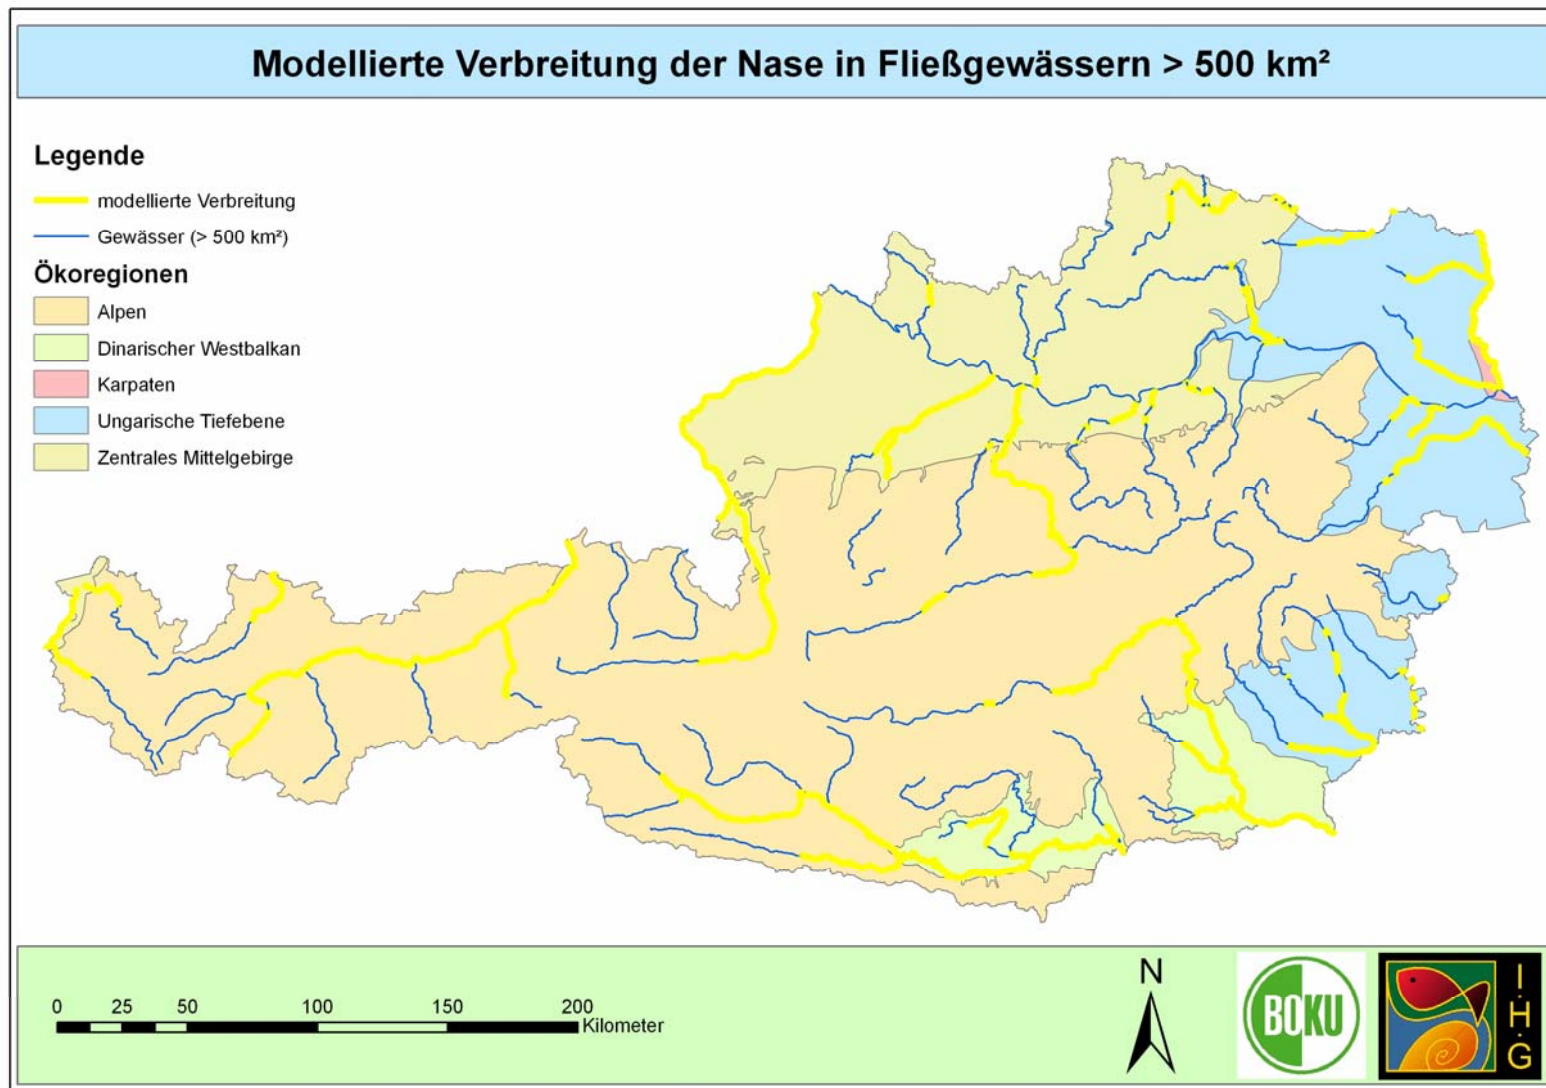 Modellierte Verbreitung der Nase in Fließgewässern > 500 km²
Legende
modellierte Verbreitung
Gewässer (> 500 km²)
Ökoregionen
Alpen
Dinarischer Westbalkan
Karpaten
Ungarische Tiefebene
Zentrales Mittelgebirge
0 25 50 100 150 200
Kilometer
N
BOKU
I·H·G